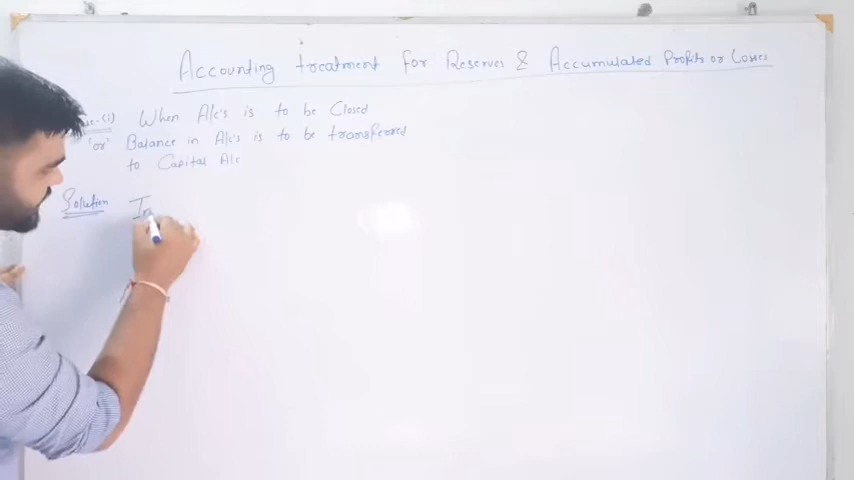 Accounting treatment for Reserves & Accumulated Profits or Losses
(i) When A/c's is to be Closed
'or' Balance in A/c's is to be transferred
to Capital A/c
Solution In